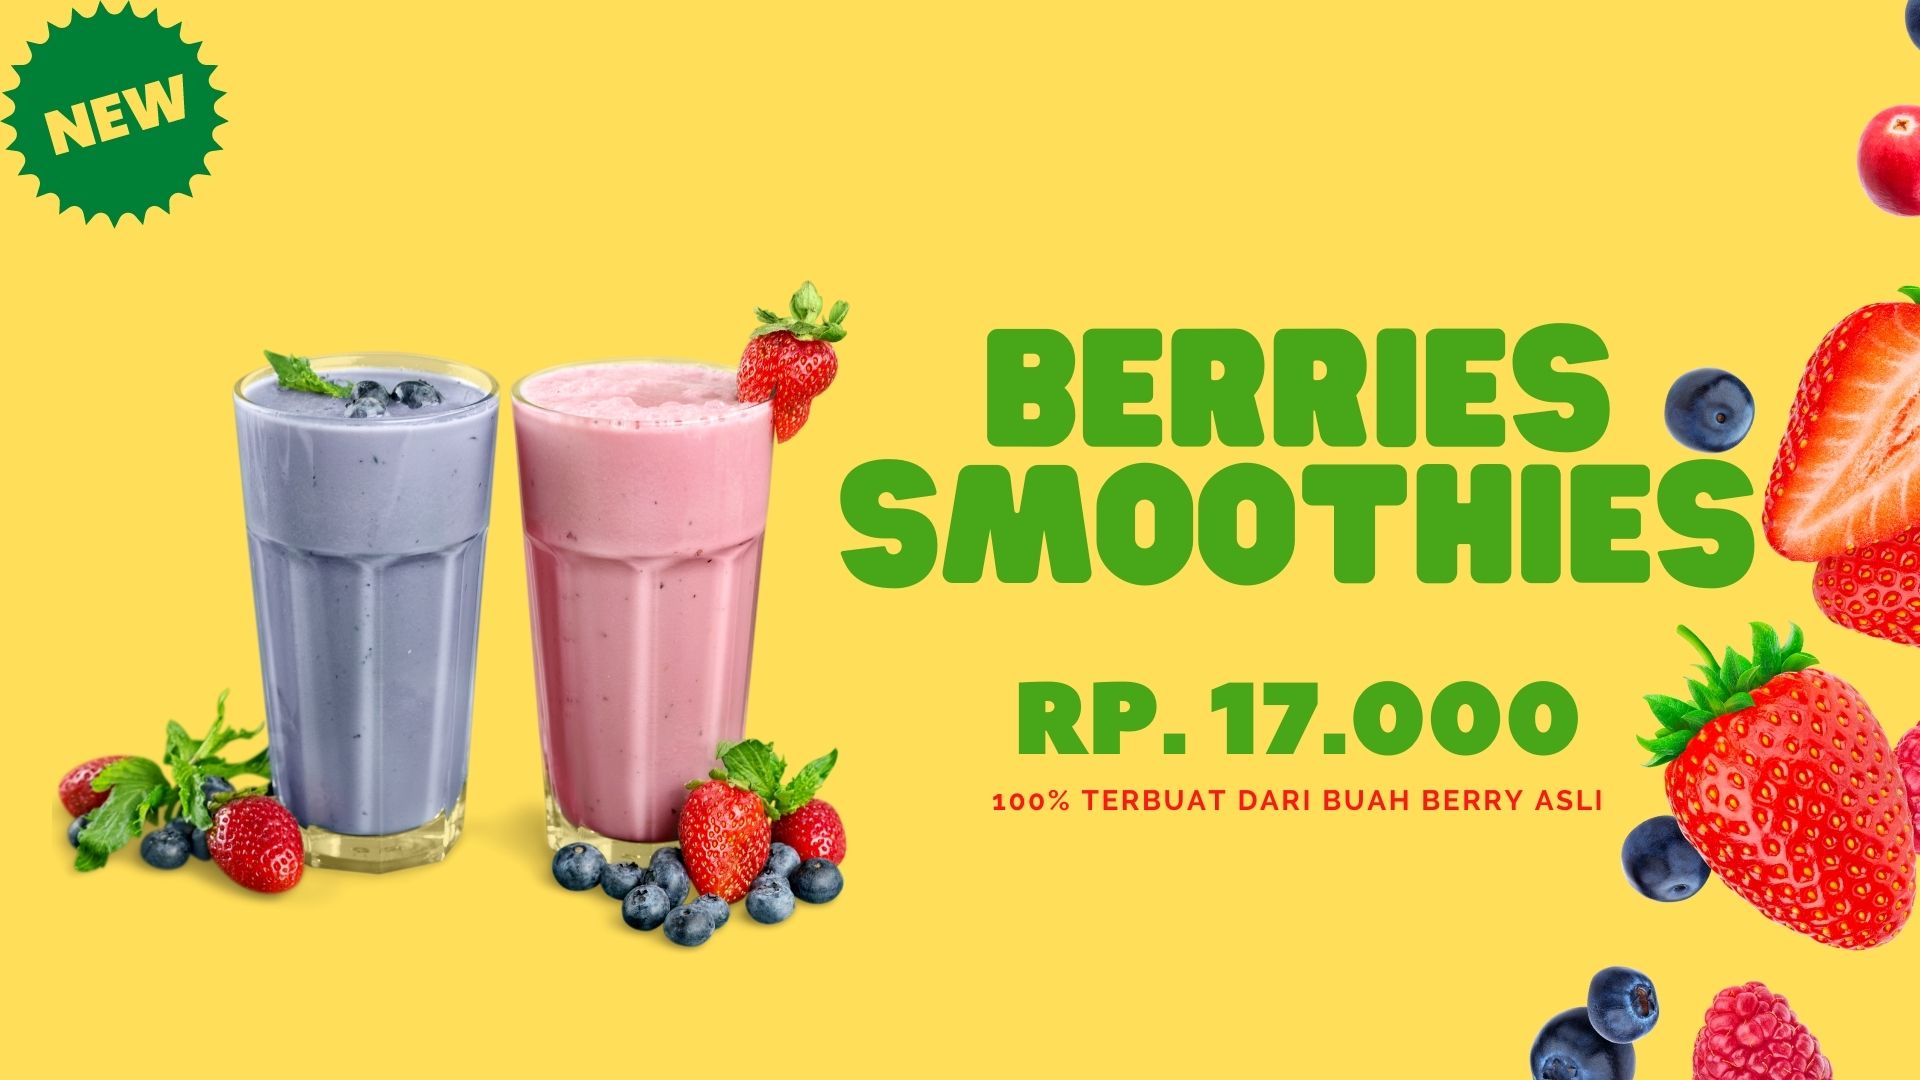 NEW
BERRIES
SMOOTHIES
RP. 17.000
100% TERBUAT DARI BUAH BERRY ASLI